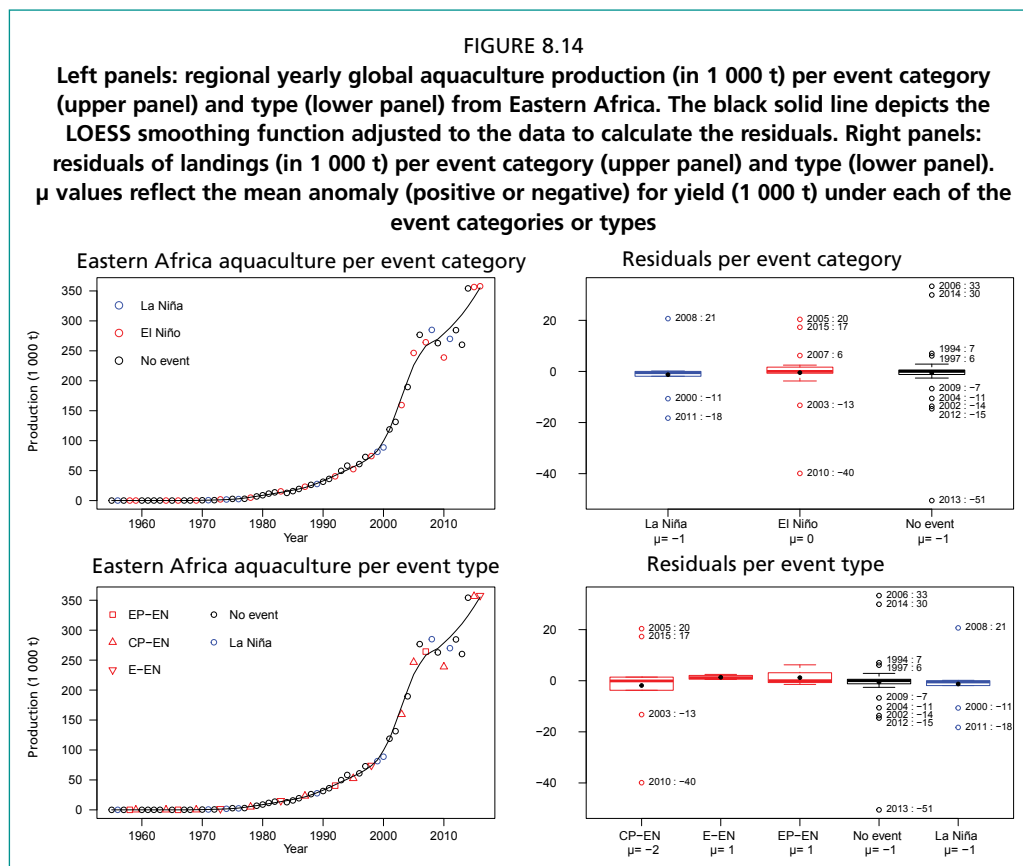 FIGURE 8.14
Left panels: regional yearly global aquaculture production (in 1 000 t) per event category
(upper panel) and type (lower panel) from Eastern Africa. The black solid line depicts the
LOESS smoothing function adjusted to the data to calculate the residuals. Right panels:
residuals of landings (in 1 000 t) per event category (upper panel) and type (lower panel).
μ values reflect the mean anomaly (positive or negative) for yield (1 000 t) under each of the
event categories or types
Eastern Africa aquaculture per event category
Production (1 000 t)
350
300
250
200
150
100
50
0
La Niña
El Niño
No event
1960 1970 1980 1990 2000 2010
Year
Residuals per event category
20
0
−20
−40
2008 : 21
2000 : −11
2011 : −18
2005 : 20
2015 : 17
2007 : 6
2003 : −13
2010 : −40
2006 : 33
2014 : 30
1994 : 7
1997 : 6
2009 : −7
2004 : −11
2002 : −14
2012 : −15
2013 : −51
La Niña El Niño No event
μ= −1 μ= 0 μ= −1
Eastern Africa aquaculture per event type
Production (1 000 t)
350
300
250
200
150
100
50
0
EP−EN No event
CP−EN La Niña
E−EN
1960 1970 1980 1990 2000 2010
Year
Residuals per event type
20
0
−20
−40
2005 : 20
2015 : 17
2003 : −13
2010 : −40
2006 : 33
2014 : 30
1994 : 7
1997 : 6
2009 : −7
2004 : −11
2002 : −14
2012 : −15
2013 : −51
2008 : 21
2000 : −11
2011 : −18
CP−EN E−EN EP−EN No event La Niña
μ= −2 μ= 1 μ= 1 μ= −1 μ= −1